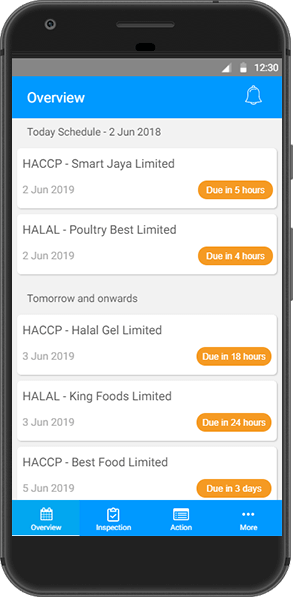 12:30
Overview
Today Schedule - 2 Jun 2018
HACCP - Smart Jaya Limited
2 Jun 2019 Due in 5 hours
HALAL - Poultry Best Limited
2 Jun 2019 Due in 4 hours
Tomorrow and onwards
HACCP - Halal Gel Limited
3 Jun 2019 Due in 18 hours
HALAL - King Foods Limited
3 Jun 2019 Due in 24 hours
HACCP - Best Food Limited
5 Jun 2019 Due in 3 days
Overview Inspection Action More